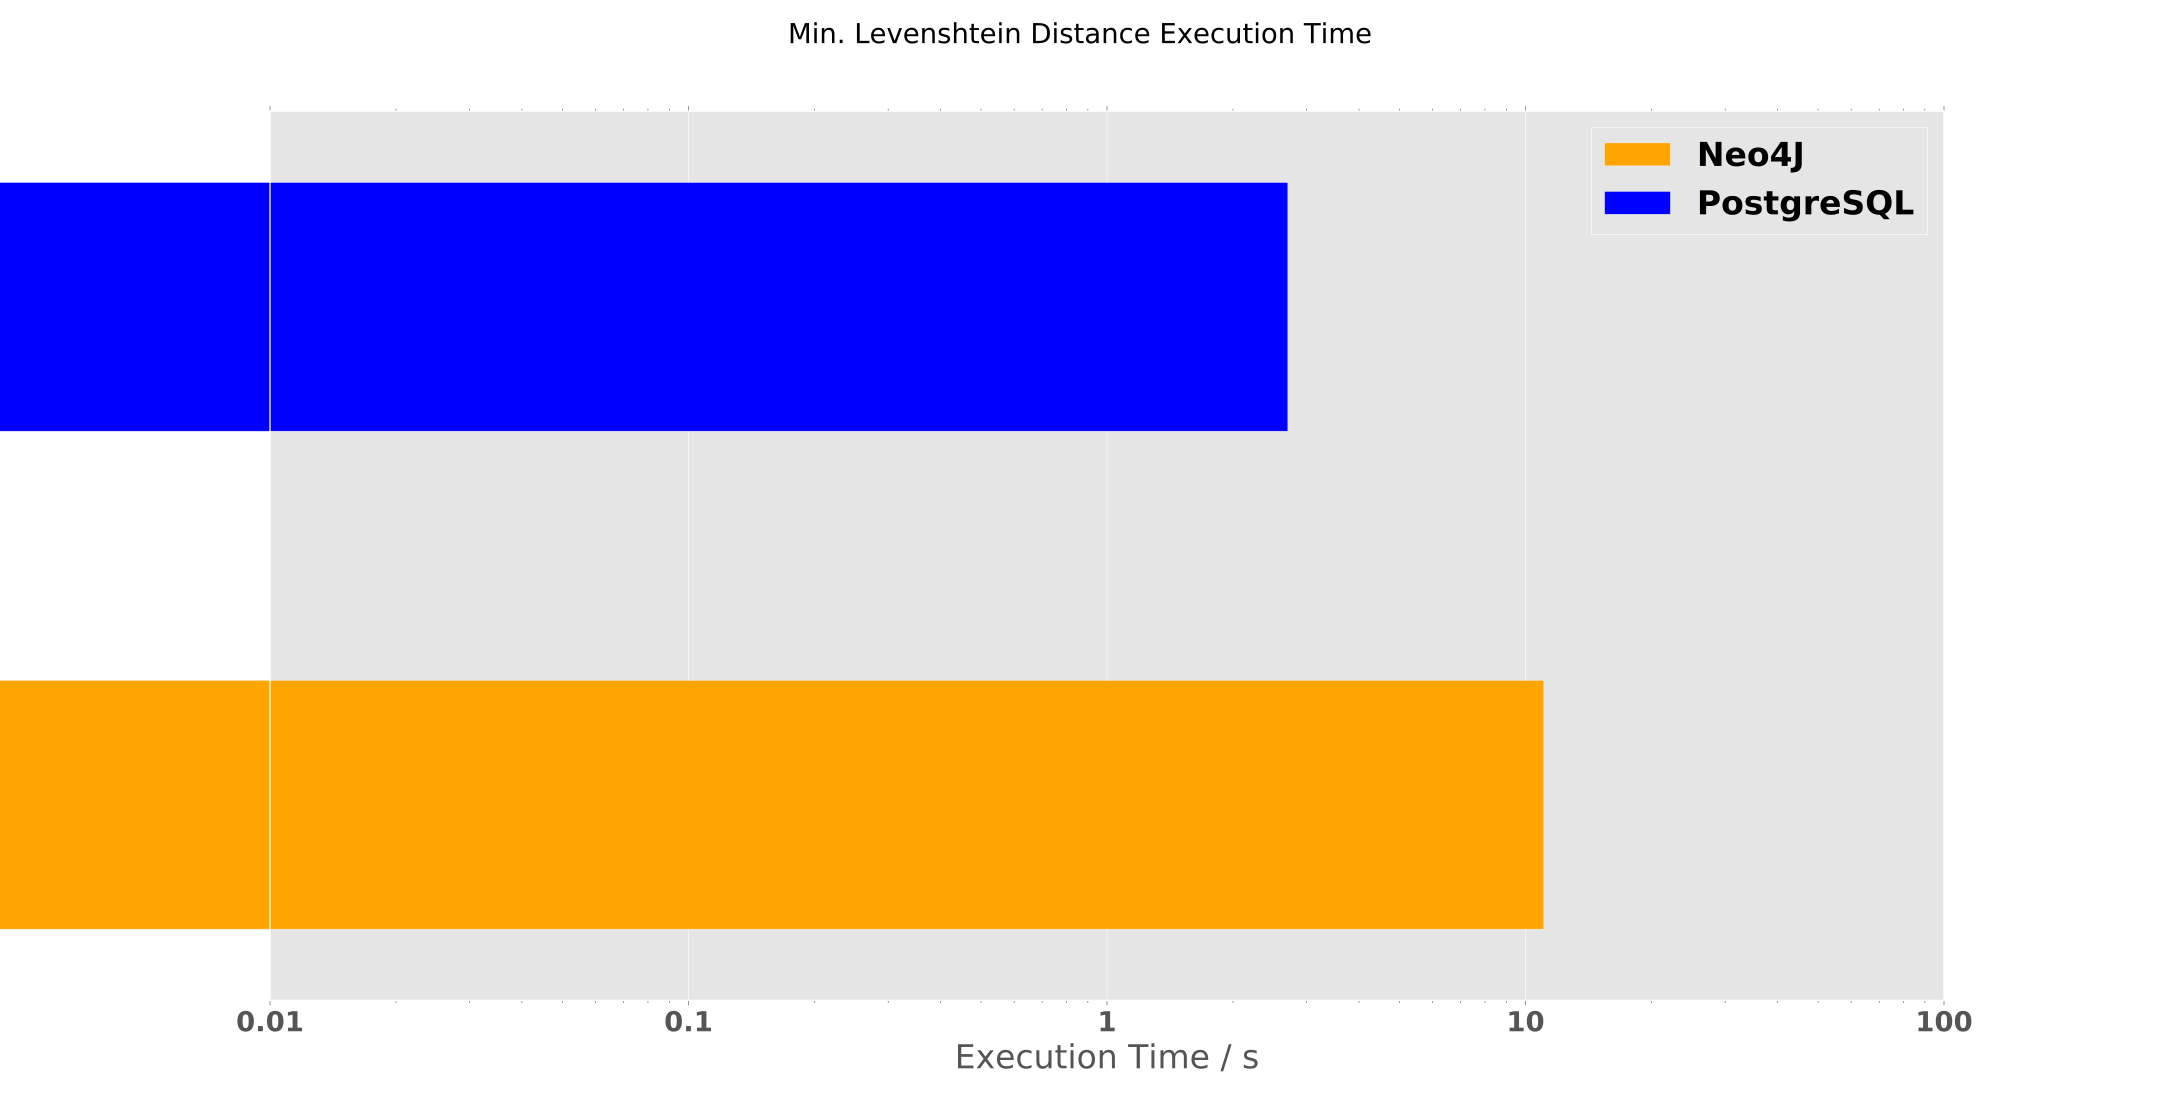 Min. Levenshtein Distance Execution Time
Neo4J
PostgreSQL
0.01 0.1 1 10 100
Execution Time / s